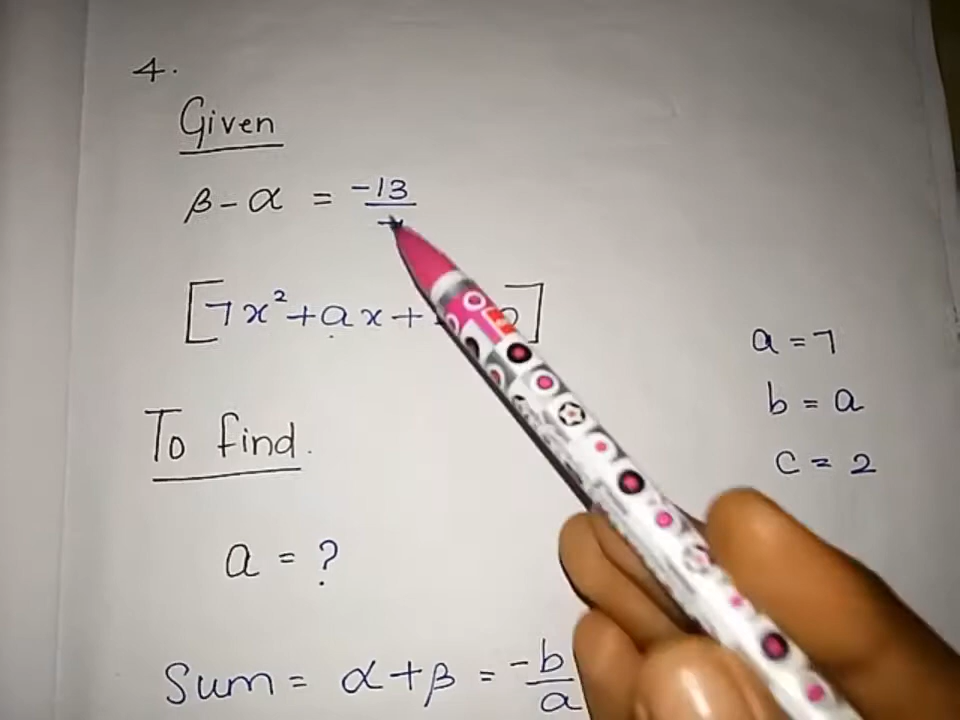 4.
Given
β - α = -13
[7x² + ax +
a = 7
b = a
c = 2
To find.
a = ?
Sum = α + β = -b/a